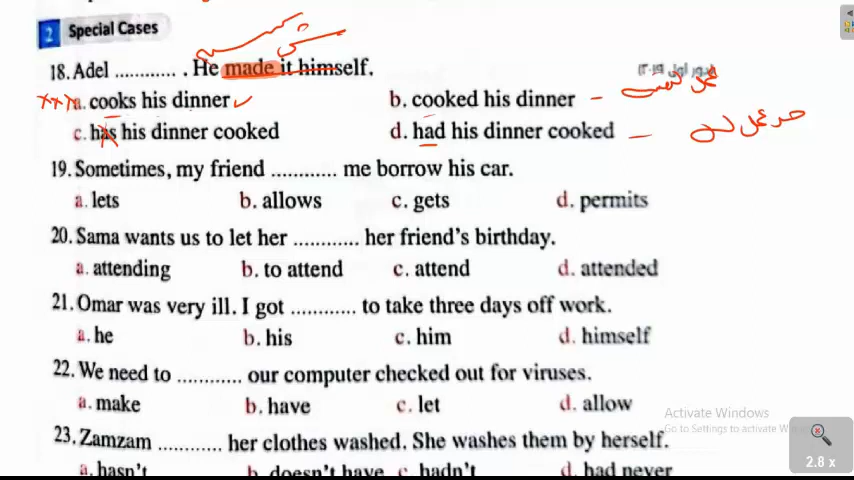 2 Special Cases
18. Adel ............ . He made it himself.
a. cooks his dinner
b. cooked his dinner
c. has his dinner cooked
d. had his dinner cooked
19. Sometimes, my friend ............ me borrow his car.
a. lets b. allows c. gets d. permits
20. Sama wants us to let her ............ her friend's birthday.
a. attending b. to attend c. attend d. attended
21. Omar was very ill. I got ............ to take three days off work.
a. he b. his c. him d. himself
22. We need to ............ our computer checked out for viruses.
a. make b. have c. let d. allow
Activate Windows
Go to Settings to activate Win
23. Zamzam ............ her clothes washed. She washes them by herself.
a. hasn't b. doesn't have c. hadn't d. had never
2.8 x